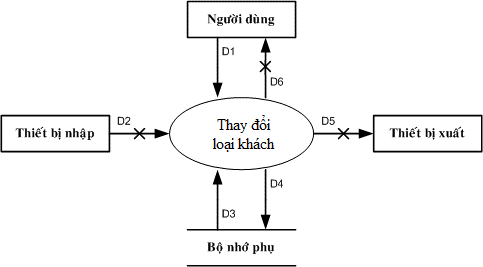 Người dùng
D1
D6
Thiết bị nhập
D2
Thay đổi
loại khách
D5
Thiết bị xuất
D3
D4
Bộ nhớ phụ